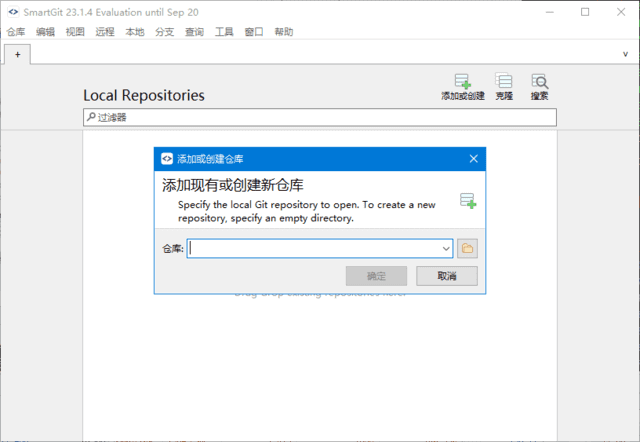 SmartGit 23.1.4 Evaluation until Sep 20
仓库 编辑 视图 远程 本地 分支 查询 工具 窗口 帮助
+
Local Repositories
添加或创建 克隆 搜索
过滤器
添加或创建仓库
添加现有或创建新仓库
Specify the local Git repository to open. To create a new
repository, specify an empty directory.
仓库:
确定 取消